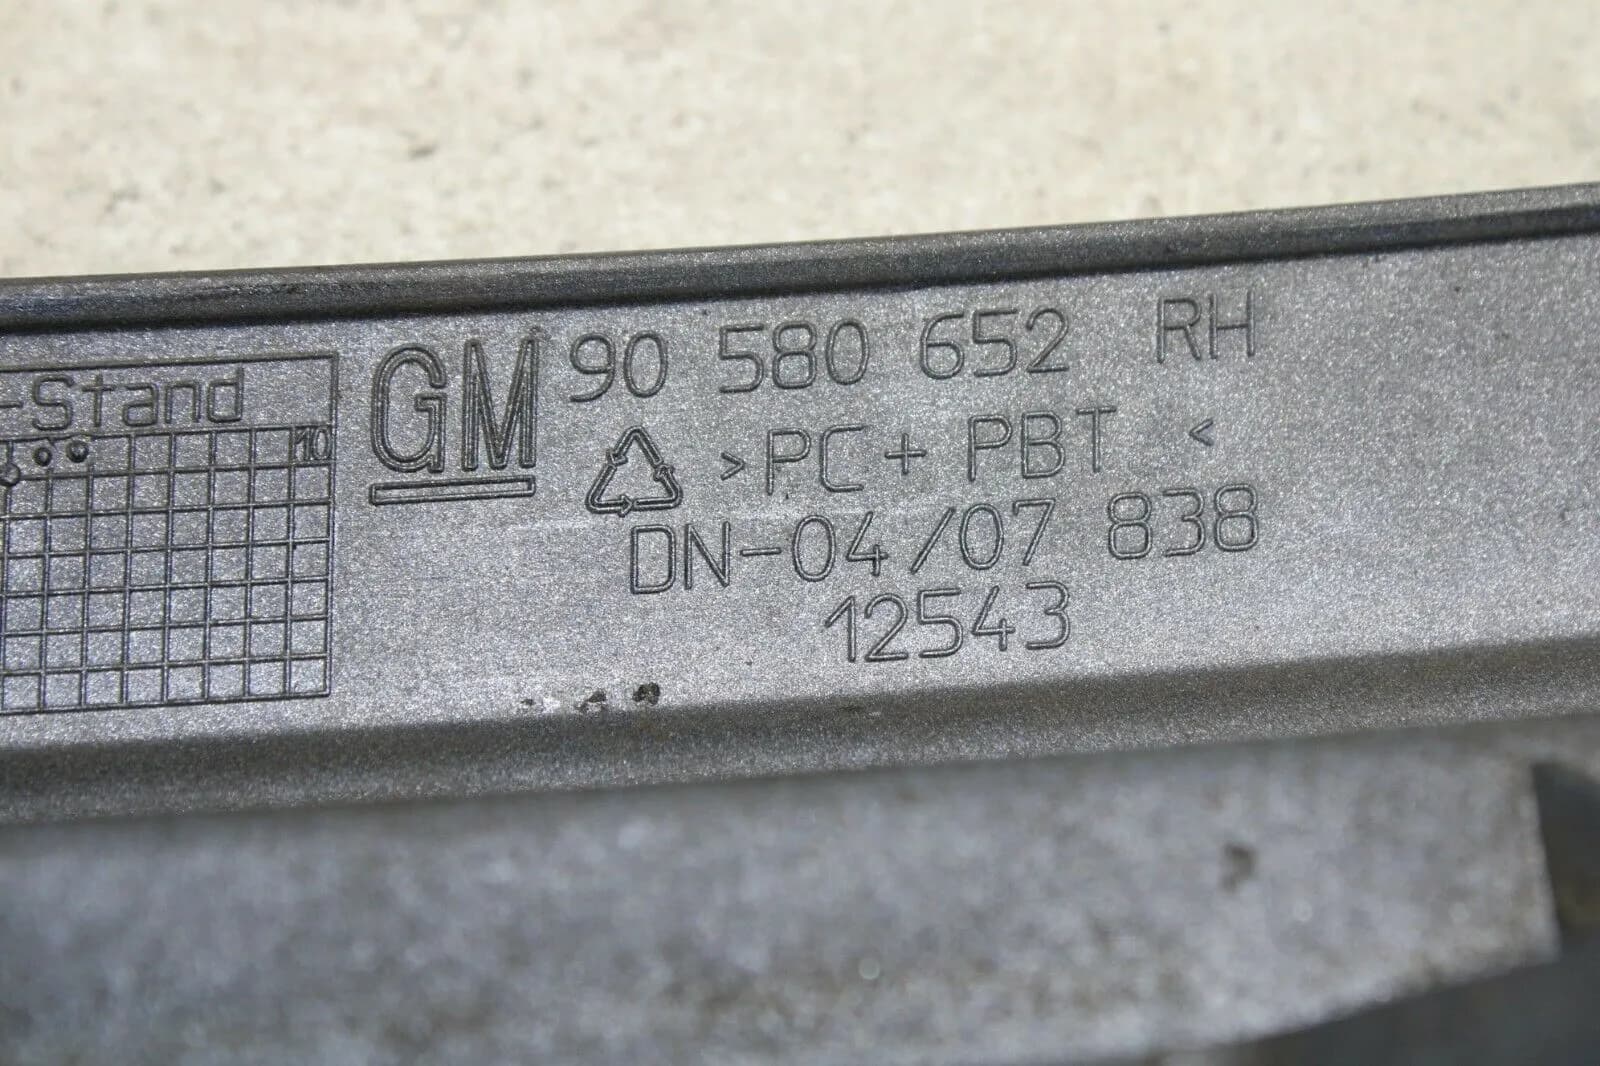 -Stand
10
GM 90 580 652 RH
>PC + PBT <
DN-04/07 838
12543